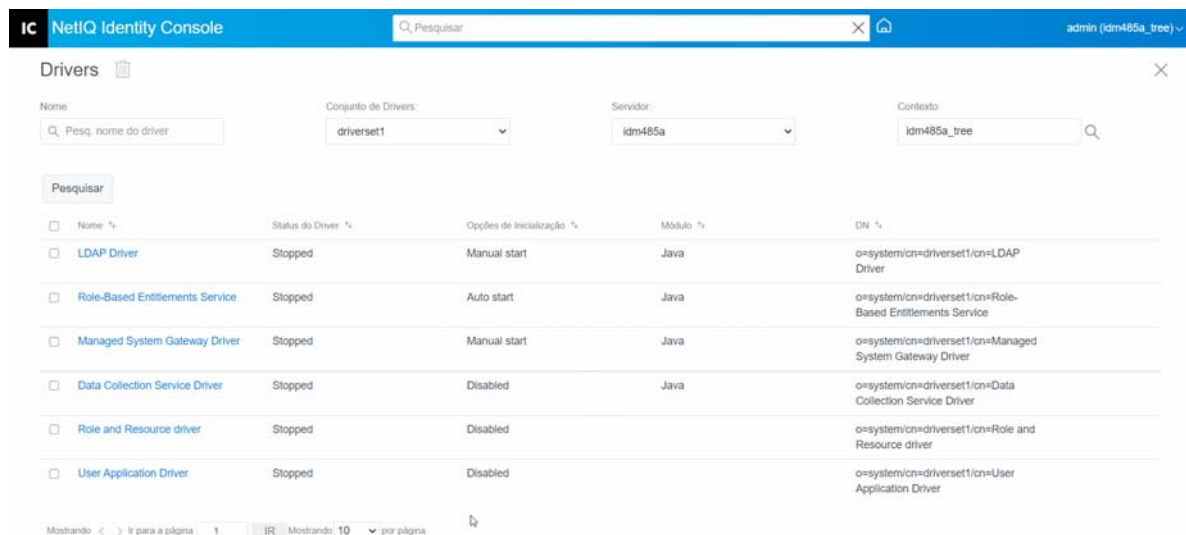 IC NetIQ Identity Console Pesquisar admin (idm485a_tree)
Drivers
Nome: Conjunto de Drivers: Servidor: Contexto:
Pesq. nome do driver driverset1 idm485a idm485a_tree
Pesquisar
Nome Status do Driver Opções de Inicialização Módulo DN
LDAP Driver Stopped Manual start Java o=system/cn=driverset1/cn=LDAP
Driver
Role-Based Entitlements Service Stopped Auto start Java o=system/cn=driverset1/cn=Role-
Based Entitlements Service
Managed System Gateway Driver Stopped Manual start Java o=system/cn=driverset1/cn=Managed
System Gateway Driver
Data Collection Service Driver Stopped Disabled Java o=system/cn=driverset1/cn=Data
Collection Service Driver
Role and Resource driver Stopped Disabled o=system/cn=driverset1/cn=Role and
Resource driver
User Application Driver Stopped Disabled o=system/cn=driverset1/cn=User
Application Driver
Mostrando < > Ir para a página 1 IR Mostrando 10 por página